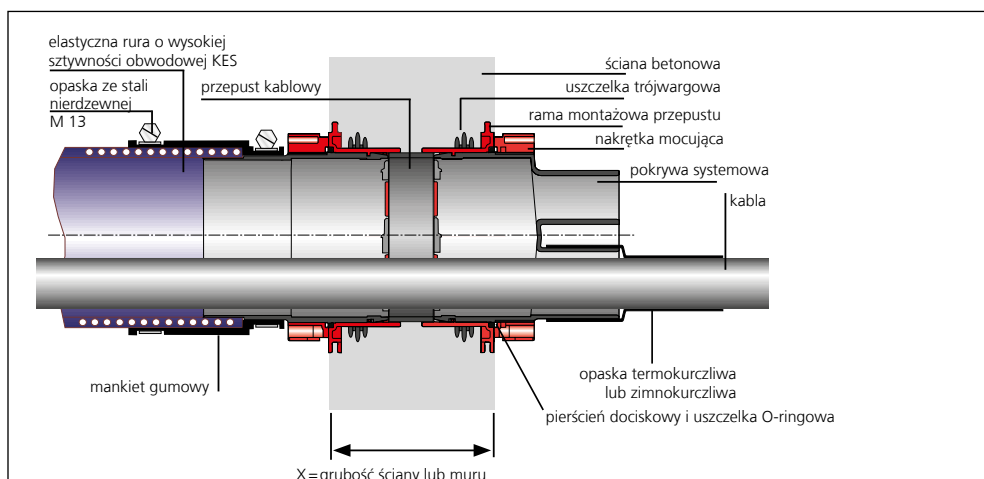 elastyczna rura o wysokiej
sztywności obwodowej KES
opaska ze stali
nierdzewnej
M 13
przepust kablowy
ściana betonowa
uszczelka trójwargowa
rama montażowa przepustu
nakrętka mocująca
pokrywa systemowa
kabla
mankiet gumowy
opaska termokurczliwa
lub zimnokurczliwa
pierścień dociskowy i uszczelka O-ringowa
X=grubość ściany lub muru